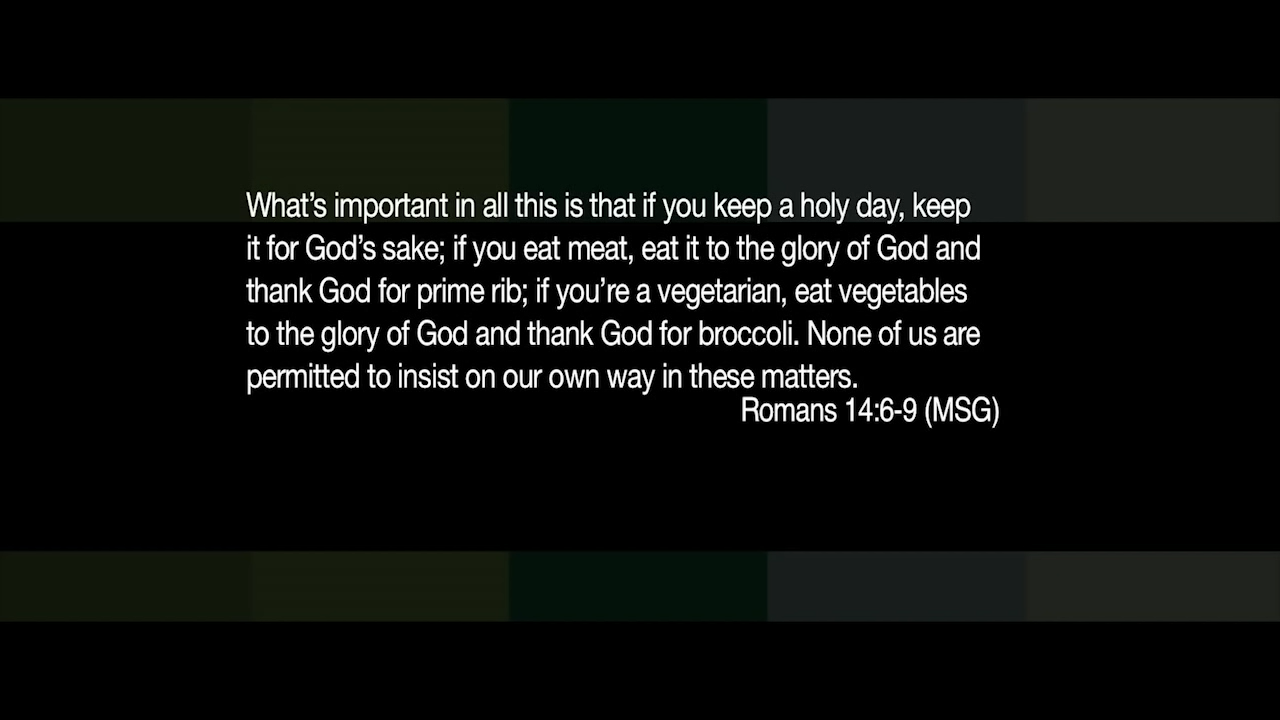 What’s important in all this is that if you keep a holy day, keep
it for God’s sake; if you eat meat, eat it to the glory of God and
thank God for prime rib; if you’re a vegetarian, eat vegetables
to the glory of God and thank God for broccoli. None of us are
permitted to insist on our own way in these matters.
Romans 14:6-9 (MSG)